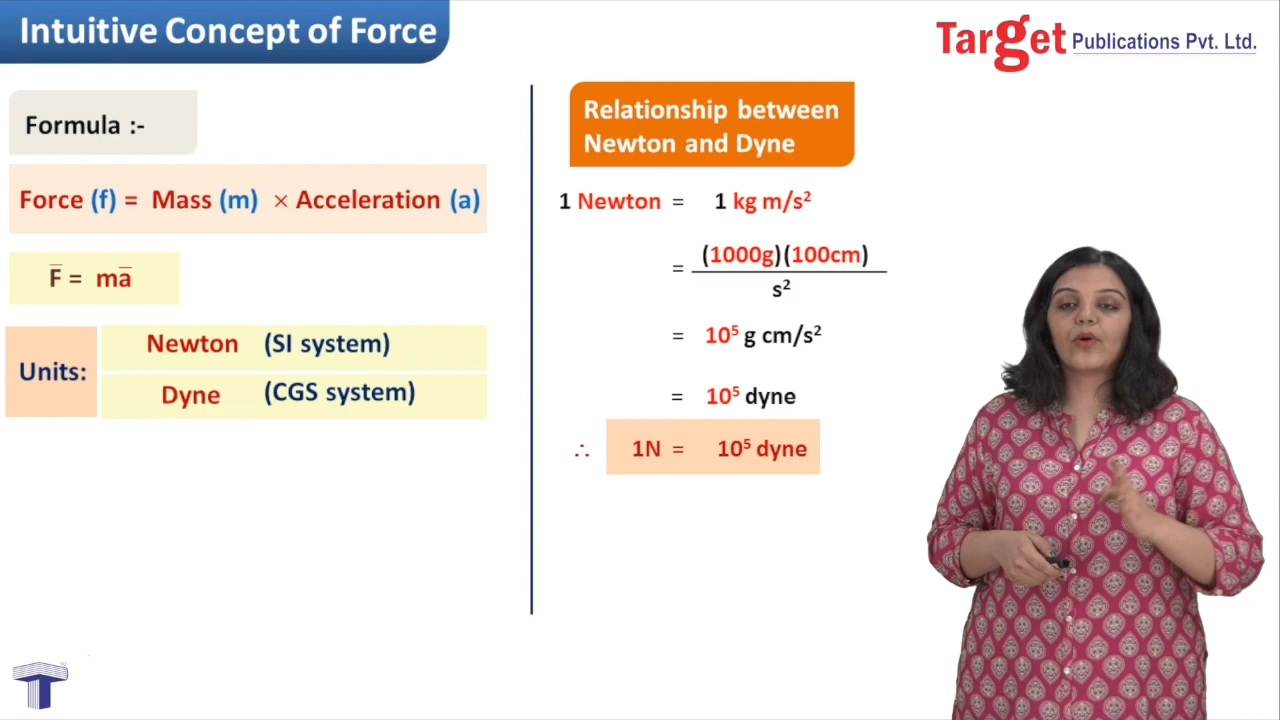 Intuitive Concept of Force
Target Publications Pvt. Ltd.
Formula :-
Force (f) = Mass (m) × Acceleration (a)
F̅ = ma̅
Units:
Newton (SI system)
Dyne (CGS system)
Relationship between
Newton and Dyne
1 Newton = 1 kg m/s²
= (1000g)(100cm)
s²
= 10⁵ g cm/s²
= 10⁵ dyne
∴ 1N = 10⁵ dyne